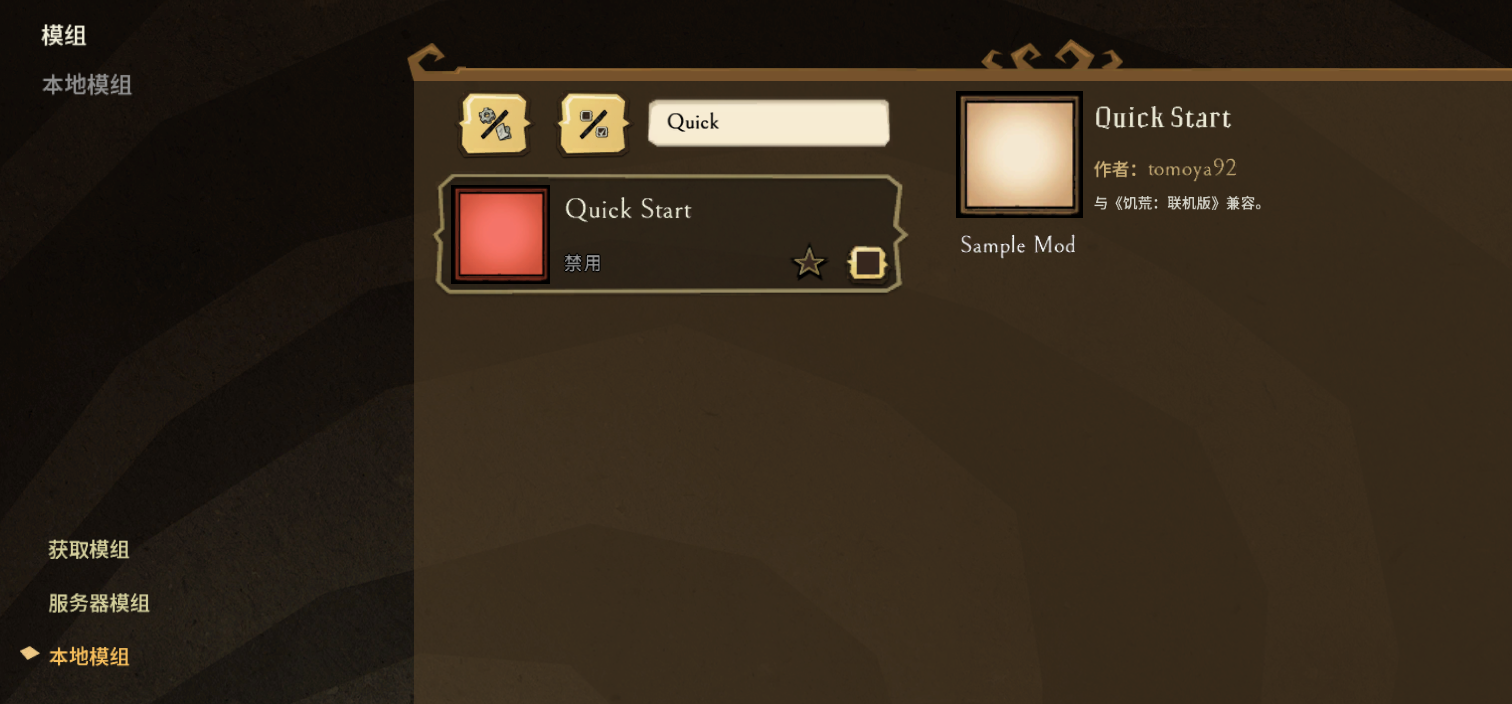 模组
本地模组
Quick
Quick Start
禁用
Quick Start
作者：tomoya92
与《饥荒：联机版》兼容。
Sample Mod
获取模组
服务器模组
本地模组